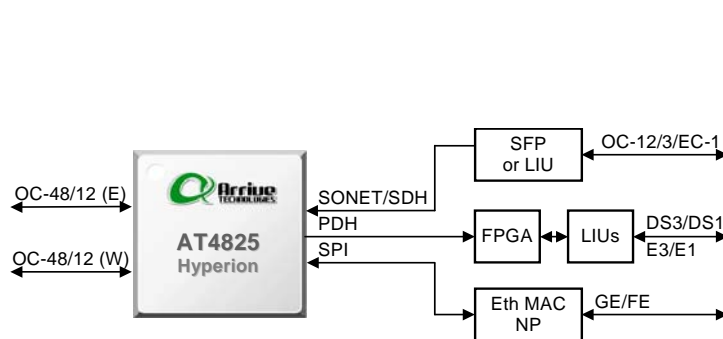 OC-48/12 (E)
OC-48/12 (W)
Arrive
TECHNOLOGIES
AT4825
Hyperion
SONET/SDH
PDH
SPI
SFP
or LIU
OC-12/3/EC-1
FPGA
LIUs
DS3/DS1
E3/E1
Eth MAC
NP
GE/FE